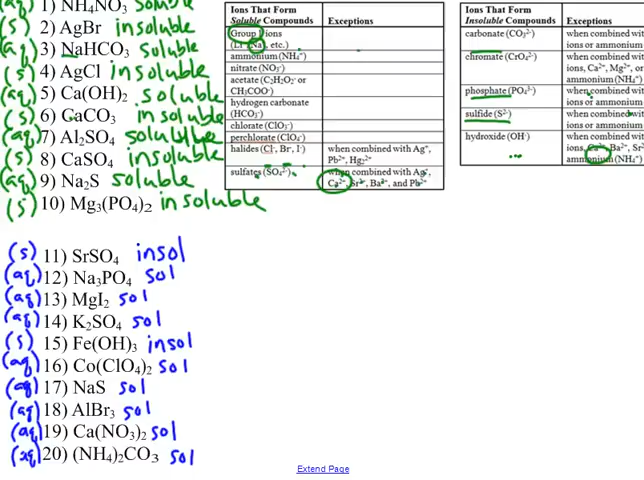 (aq) 1) NH4NO3 soluble
(s) 2) AgBr insoluble
(aq) 3) NaHCO3 soluble
(s) 4) AgCl insoluble
(aq) 5) Ca(OH)2 soluble
(s) 6) CaCO3 insoluble
(aq) 7) Al2SO4 soluble
(s) 8) CaSO4 insoluble
(aq) 9) Na2S soluble
(s) 10) Mg3(PO4)2 insoluble
(s) 11) SrSO4 insol
(aq) 12) Na3PO4 sol
(aq) 13) MgI2 sol
(aq) 14) K2SO4 sol
(s) 15) Fe(OH)3 insol
(aq) 16) Co(ClO4)2 sol
(aq) 17) NaS sol
(aq) 18) AlBr3 sol
(aq) 19) Ca(NO3)2 sol
(aq) 20) (NH4)2CO3 sol
Ions That Form
Soluble Compounds Exceptions
Group I ions
(Li+, Na+, etc.)
ammonium (NH4+)
nitrate (NO3-)
acetate (C2H3O2- or
CH3COO-)
hydrogen carbonate
(HCO3-)
chlorate (ClO3-)
perchlorate (ClO4-)
halides (Cl-, Br-, I-) when combined with Ag+,
Pb2+, Hg22+
sulfates (SO42-) when combined with Ag+,
Ca2+, Sr2+, Ba2+, and Pb2+
Ions That Form
Insoluble Compounds Exceptions
carbonate (CO32-) when combined wit
ions or ammonium
chromate (CrO42-) when combined wit
ions, Ca2+, Mg2+, or
ammonium (NH4+)
phosphate (PO43-) when combined wit
ions or ammonium
sulfide (S2-) when combined wit
ions or ammonium
hydroxide (OH-) when combined wit
ions, Ca2+, Ba2+, Sr2
ammonium (NH4+)
Extend Page